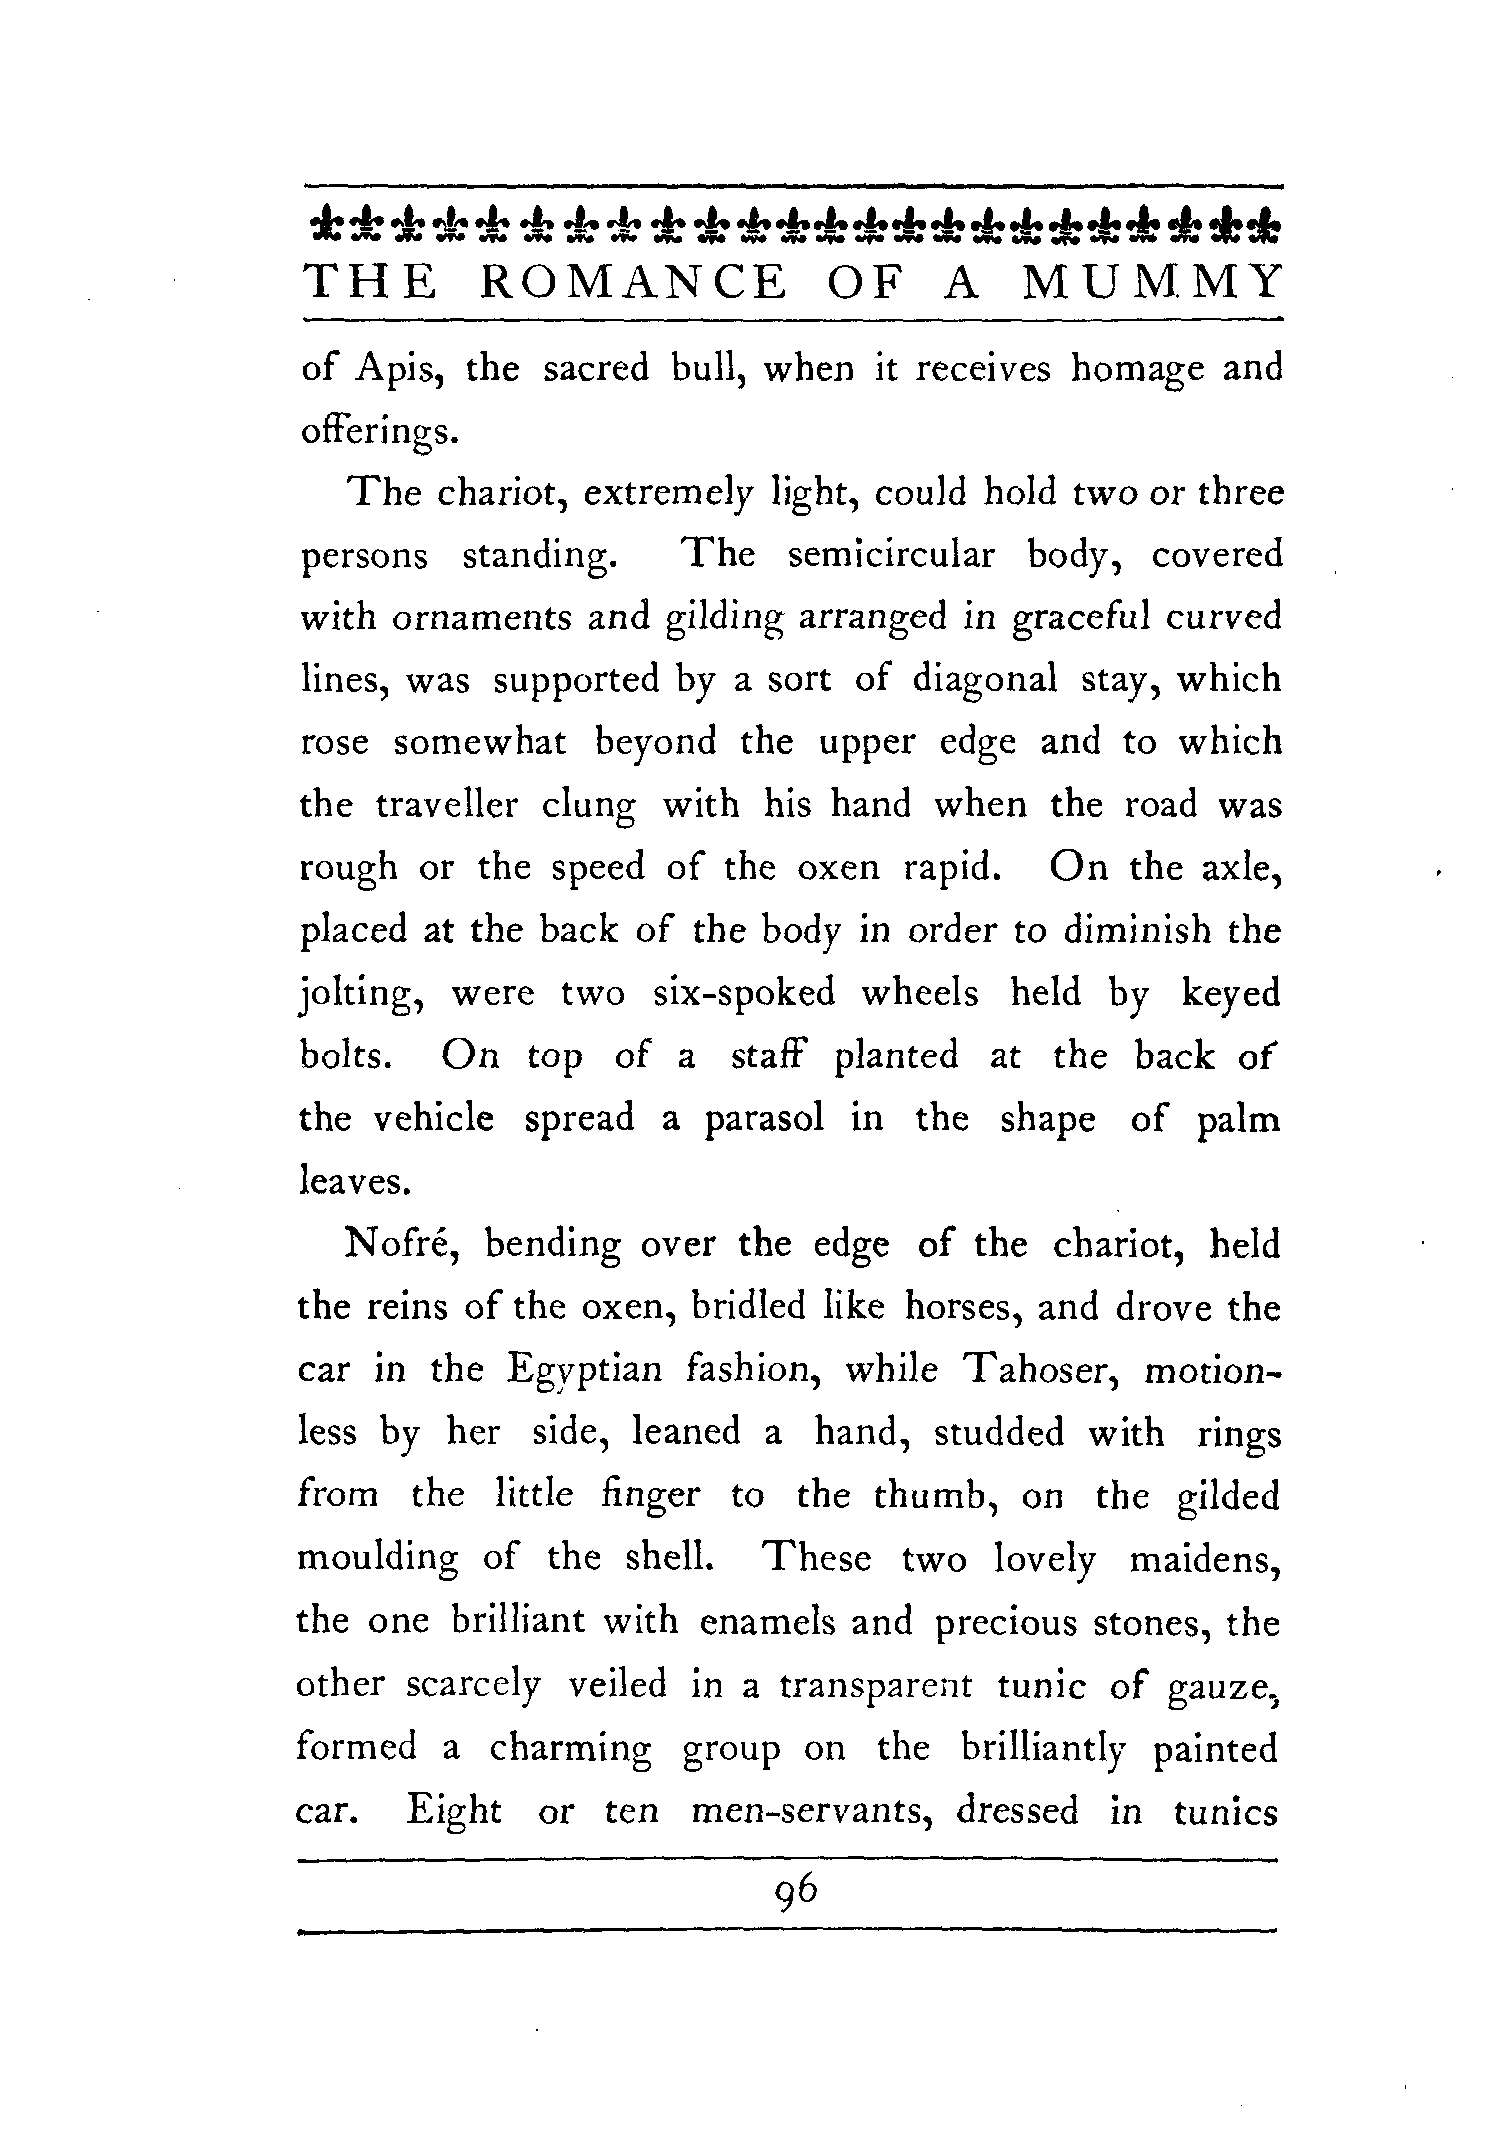 THE ROMANCE OF A MUMMY
of Apis, the sacred bull, when it receives homage and
offerings.
The chariot, extremely light, could hold two or three
persons standing. The semicircular body, covered
with ornaments and gilding arranged in graceful curved
lines, was supported by a sort of diagonal stay, which
rose somewhat beyond the upper edge and to which
the traveller clung with his hand when the road was
rough or the speed of the oxen rapid. On the axle,
placed at the back of the body in order to diminish the
jolting, were two six-spoked wheels held by keyed
bolts. On top of a staff planted at the back of
the vehicle spread a parasol in the shape of palm
leaves.
Nofré, bending over the edge of the chariot, held
the reins of the oxen, bridled like horses, and drove the
car in the Egyptian fashion, while Tahoser, motion-
less by her side, leaned a hand, studded with rings
from the little finger to the thumb, on the gilded
moulding of the shell. These two lovely maidens,
the one brilliant with enamels and precious stones, the
other scarcely veiled in a transparent tunic of gauze,
formed a charming group on the brilliantly painted
car. Eight or ten men-servants, dressed in tunics
96